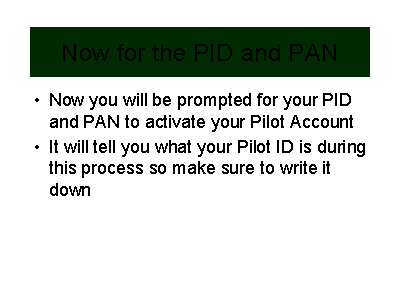 Now for the PID and PAN
• Now you will be prompted for your PID
and PAN to activate your Pilot Account
• It will tell you what your Pilot ID is during
this process so make sure to write it
down